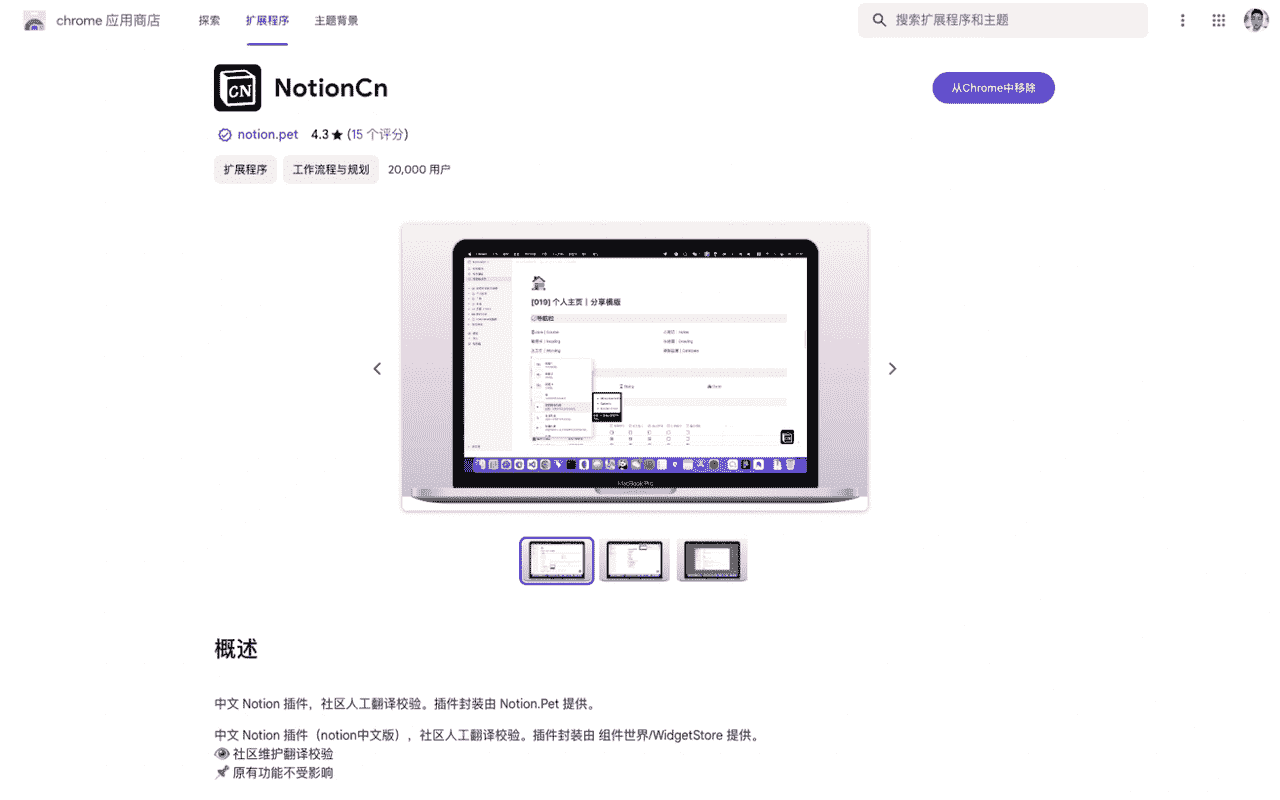 chrome 应用商店
探索
扩展程序
主题背景
搜索扩展程序和主题
CN
NotionCn
从Chrome中移除
notion.pet 4.3 ★ (15 个评分)
扩展程序
工作流程与规划
20,000 用户
[019] 个人主页 | 分享模版
MacBook Pro
概述
中文 Notion 插件，社区人工翻译校验。插件封装由 Notion.Pet 提供。
中文 Notion 插件（notion中文版），社区人工翻译校验。插件封装由 组件世界/WidgetStore 提供。
👁️ 社区维护翻译校验
📌 原有功能不受影响